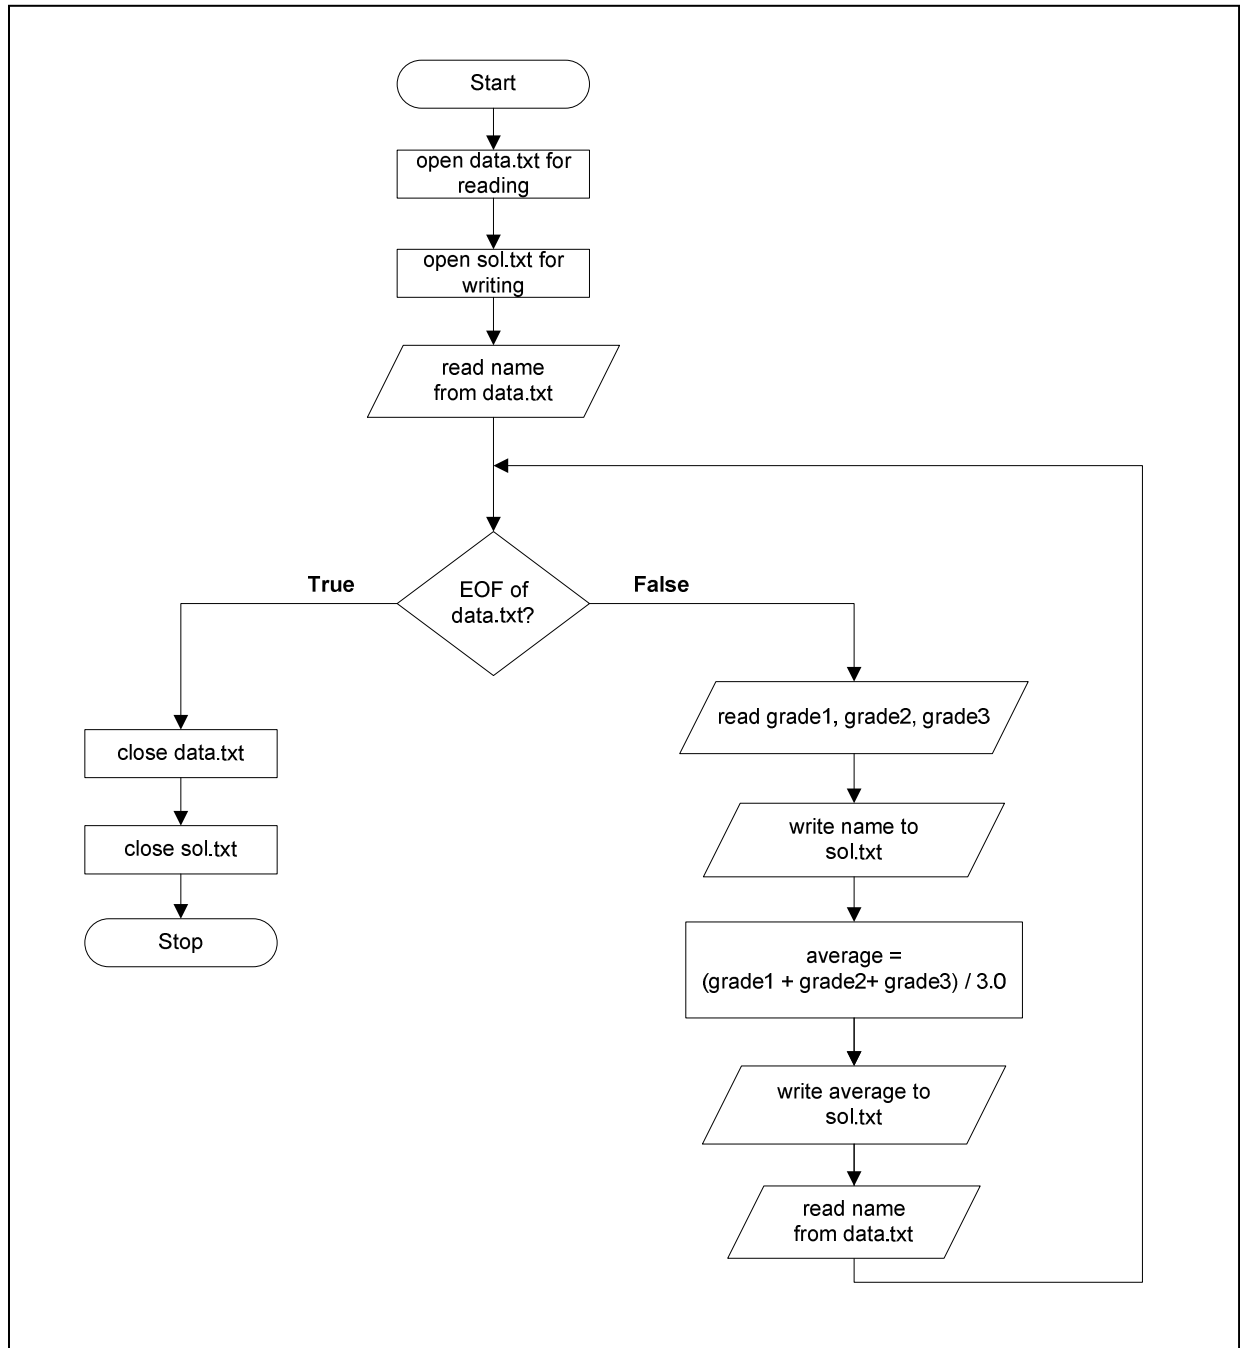 Start
open data.txt for
reading
open sol.txt for
writing
read name
from data.txt
True
EOF of
data.txt?
False
read grade1, grade2, grade3
write name to
sol.txt
average =
(grade1 + grade2+ grade3) / 3.0
write average to
sol.txt
read name
from data.txt
close data.txt
close sol.txt
Stop